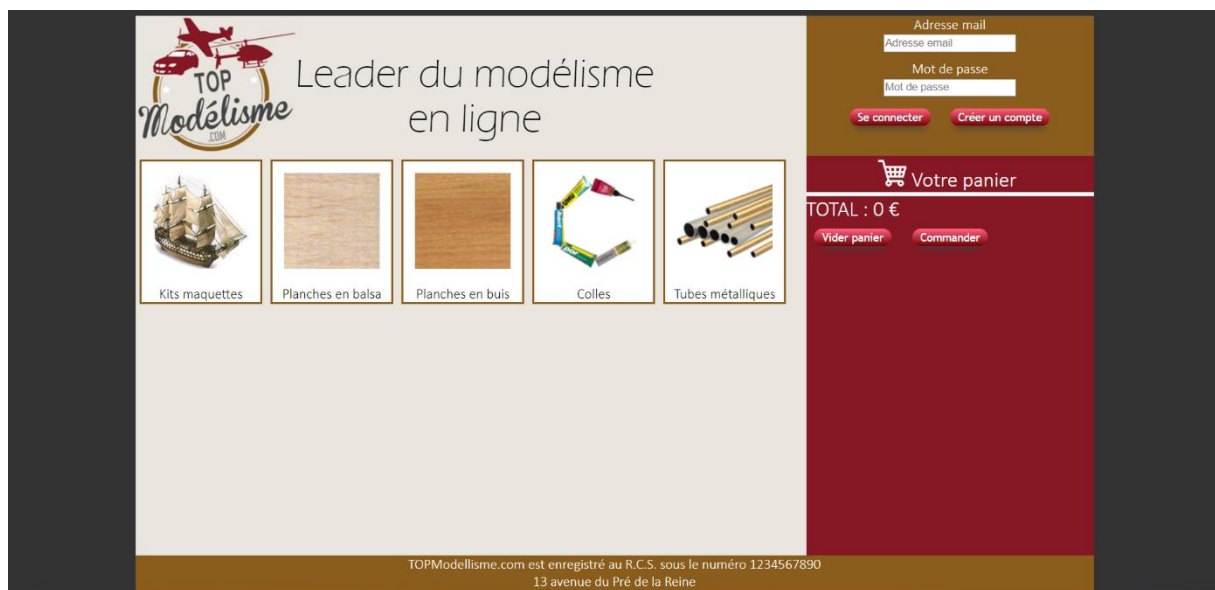 TOP
Modélisme
.COM
Leader du modélisme
en ligne
Adresse mail
Adresse email
Mot de passe
Mot de passe
Se connecter
Créer un compte
Votre panier
TOTAL : 0 €
Vider panier
Commander
Kits maquettes
Planches en balsa
Planches en buis
Colles
Tubes métalliques
TOPModellisme.com est enregistré au R.C.S. sous le numéro 1234567890
13 avenue du Pré de la Reine